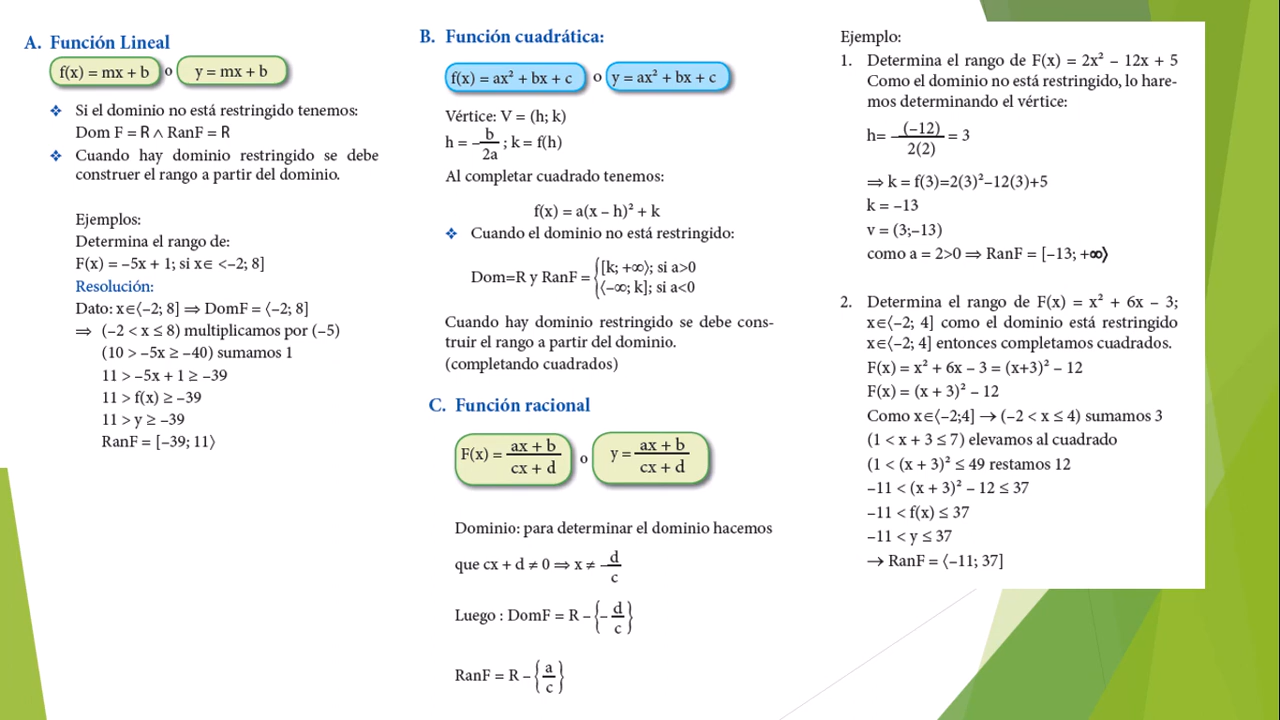 A. Función Lineal
f(x) = mx + b o y = mx + b
❖ Si el dominio no está restringido tenemos:
Dom F = R ∧ RanF = R
❖ Cuando hay dominio restringido se debe
construer el rango a partir del dominio.
Ejemplos:
Determina el rango de:
F(x) = –5x + 1; si x∈ <–2; 8]
Resolución:
Dato: x∈⟨–2; 8] ⟹ DomF = ⟨–2; 8]
⟹ (–2 < x ≤ 8) multiplicamos por (–5)
(10 > –5x ≥ –40) sumamos 1
11 > –5x + 1 ≥ –39
11 > f(x) ≥ –39
11 > y ≥ –39
RanF = [–39; 11⟩
B. Función cuadrática:
f(x) = ax² + bx + c o y = ax² + bx + c
Vértice: V = (h; k)
h = –b/2a ; k = f(h)
Al completar cuadrado tenemos:
f(x) = a(x – h)² + k
❖ Cuando el dominio no está restringido:
Dom=R y RanF = { [k; +∞⟩; si a>0
⟨–∞; k]; si a<0
Cuando hay dominio restringido se debe cons-
truir el rango a partir del dominio.
(completando cuadrados)
C. Función racional
F(x) = ax + b / cx + d o y = ax + b / cx + d
Dominio: para determinar el dominio hacemos
que cx + d ≠ 0 ⟹ x ≠ –d/c
Luego : DomF = R – {–d/c}
RanF = R – {a/c}
Ejemplo:
1. Determina el rango de F(x) = 2x² – 12x + 5
Como el dominio no está restringido, lo hare-
mos determinando el vértice:
h= –(–12)/2(2) = 3
⟹ k = f(3)=2(3)²–12(3)+5
k = –13
v = (3;–13)
como a = 2>0 ⟹ RanF = [–13; +∞⟩
2. Determina el rango de F(x) = x² + 6x – 3;
x∈⟨–2; 4] como el dominio está restringido
x∈⟨–2; 4] entonces completamos cuadrados.
F(x) = x² + 6x – 3 = (x+3)² – 12
F(x) = (x + 3)² – 12
Como x∈⟨–2;4] → (–2 < x ≤ 4) sumamos 3
(1 < x + 3 ≤ 7) elevamos al cuadrado
(1 < (x + 3)² ≤ 49 restamos 12
–11 < (x + 3)² – 12 ≤ 37
–11 < f(x) ≤ 37
–11 < y ≤ 37
→ RanF = ⟨–11; 37]